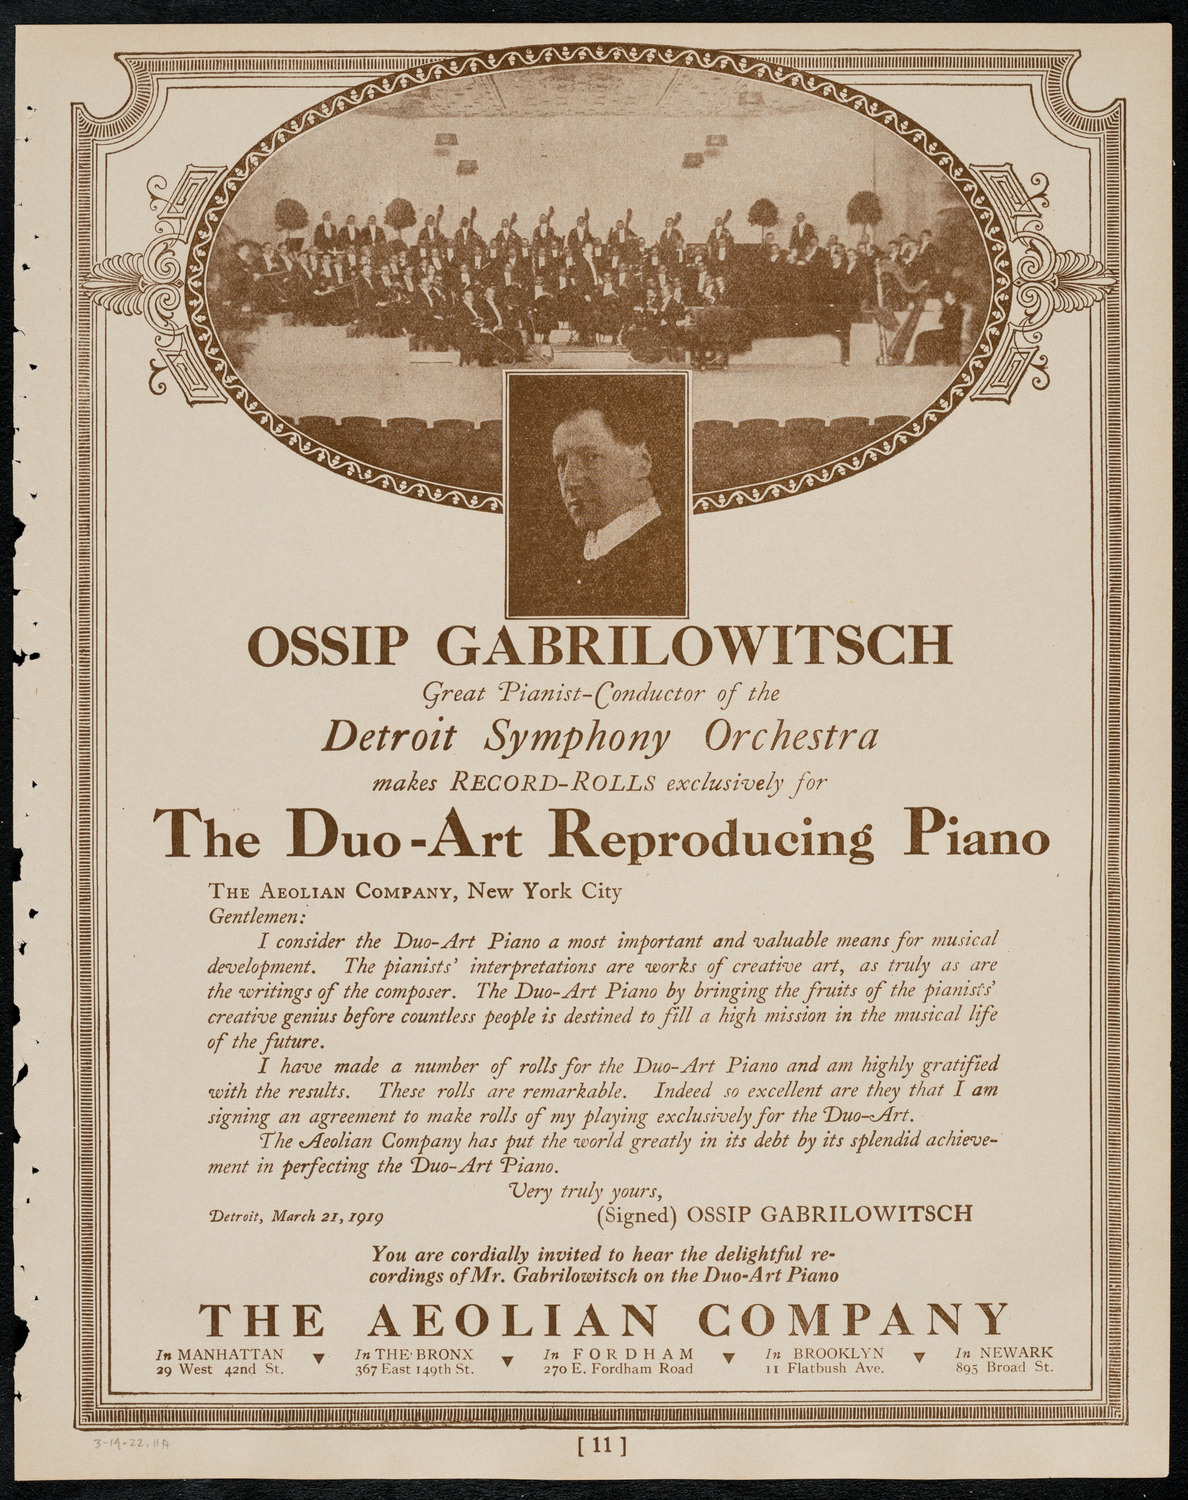 OSSIP GABRILOWITSCH
Great Pianist-Conductor of the
Detroit Symphony Orchestra
makes RECORD-ROLLS exclusively for
The Duo-Art Reproducing Piano
THE AEOLIAN COMPANY, New York City
Gentlemen:
I consider the Duo-Art Piano a most important and valuable means for musical
development. The pianists' interpretations are works of creative art, as truly as are
the writings of the composer. The Duo-Art Piano by bringing the fruits of the pianists'
creative genius before countless people is destined to fill a high mission in the musical life
of the future.
I have made a number of rolls for the Duo-Art Piano and am highly gratified
with the results. These rolls are remarkable. Indeed so excellent are they that I am
signing an agreement to make rolls of my playing exclusively for the Duo-Art.
The Aeolian Company has put the world greatly in its debt by its splendid achieve-
ment in perfecting the Duo-Art Piano.
Very truly yours,
Detroit, March 21, 1919 (Signed) OSSIP GABRILOWITSCH
You are cordially invited to hear the delightful re-
cordings of Mr. Gabrilowitsch on the Duo-Art Piano
THE AEOLIAN COMPANY
In MANHATTAN In THE BRONX In FORDHAM In BROOKLYN In NEWARK
29 West 42nd St. 367 East 149th St. 270 E. Fordham Road 11 Flatbush Ave. 895 Broad St.
3-19-22, 11A
[ 11 ]